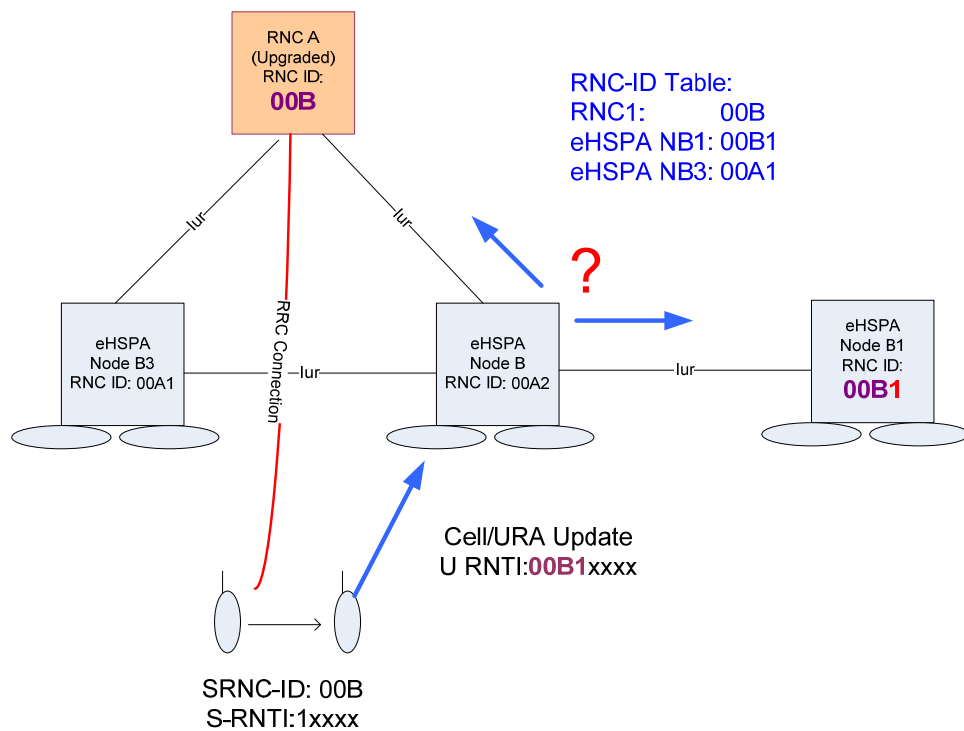 RNC A
(Upgraded)
RNC ID:
00B
RNC-ID Table:
RNC1: 00B
eHSPA NB1: 00B1
eHSPA NB3: 00A1
Iur
Iur
?
RRC Connection
eHSPA
Node B3
RNC ID: 00A1
Iur
eHSPA
Node B
RNC ID: 00A2
Iur
eHSPA
Node B1
RNC ID:
00B1
Cell/URA Update
U RNTI:00B1xxxx
SRNC-ID: 00B
S-RNTI:1xxxx